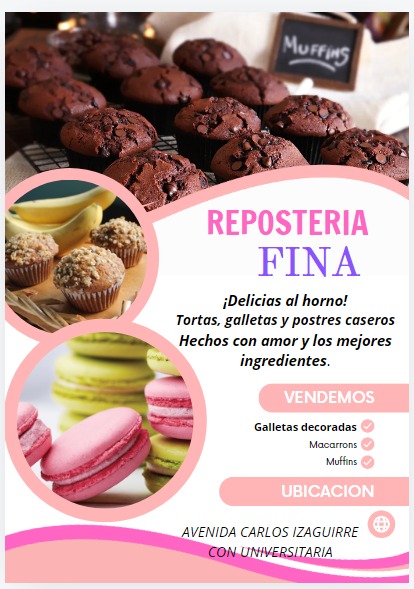 Muffins
REPOSTERIA
FINA
¡Delicias al horno!
Tortas, galletas y postres caseros
Hechos con amor y los mejores
ingredientes.
VENDEMOS
Galletas decoradas
Macarrons
Muffins
UBICACION
AVENIDA CARLOS IZAGUIRRE
CON UNIVERSITARIA